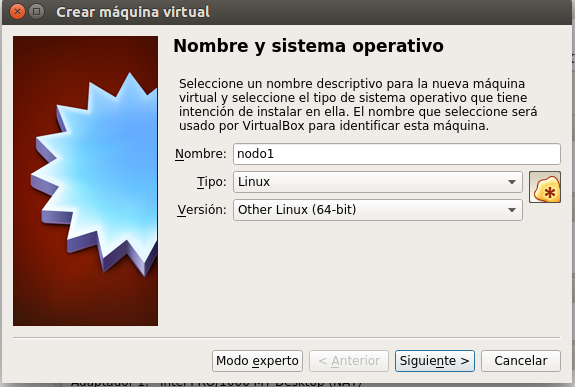 Crear máquina virtual
Nombre y sistema operativo
Seleccione un nombre descriptivo para la nueva máquina
virtual y seleccione el tipo de sistema operativo que tiene
intención de instalar en ella. El nombre que seleccione será
usado por VirtualBox para identificar esta máquina.
Nombre: nodo1
Tipo: Linux
Versión: Other Linux (64-bit)
Modo experto < Anterior Siguiente > Cancelar
Adaptador 1: Intel PRO/1000 MT Desktop (NAT)